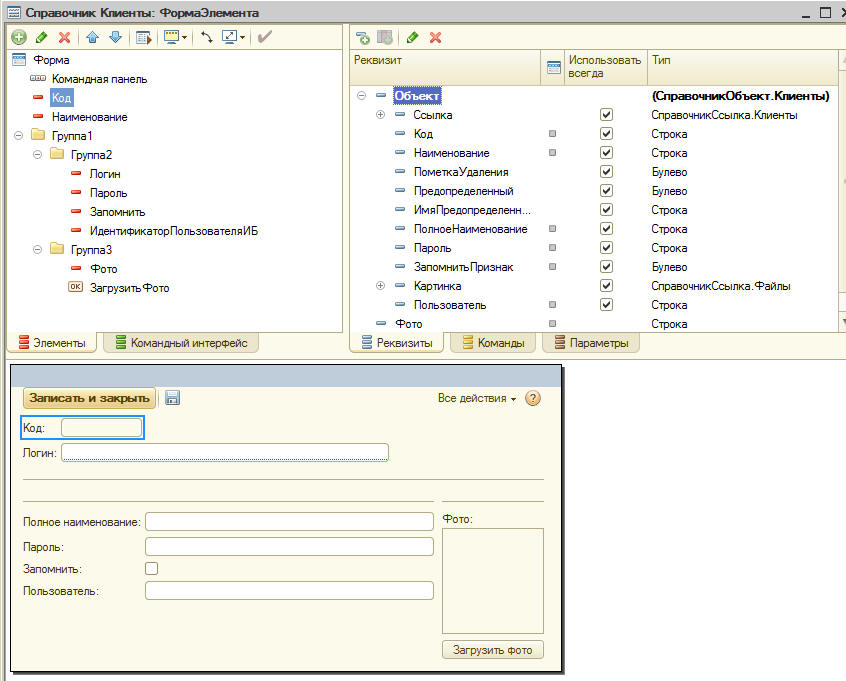 Справочник Клиенты: ФормаЭлемента
Форма
Командная панель
Код
Наименование
Группа1
Группа2
Логин
Пароль
Запомнить
ИдентификаторПользователяИБ
Группа3
Фото
OK ЗагрузитьФото
Элементы Командный интерфейс
Реквизит Использовать всегда Тип
Объект (СправочникОбъект.Клиенты)
Ссылка СправочникСсылка.Клиенты
Код Строка
Наименование Строка
ПометкаУдаления Булево
Предопределенный Булево
ИмяПредопределенн... Строка
ПолноеНаименование Строка
Пароль Строка
ЗапомнитьПризнак Булево
Картинка СправочникСсылка.Файлы
Пользователь Строка
Фото Строка
Реквизиты Команды Параметры
Записать и закрыть Все действия ?
Код:
Логин:
Полное наименование:
Пароль:
Запомнить:
Пользователь:
Фото:
Загрузить фото